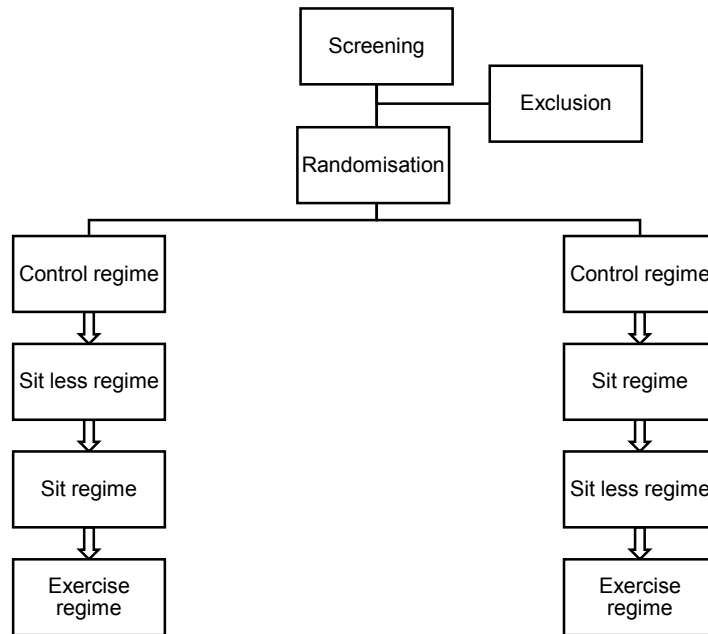 Screening
Exclusion
Randomisation
Control regime
Sit less regime
Sit regime
Exercise
regime
Control regime
Sit regime
Sit less regime
Exercise
regime